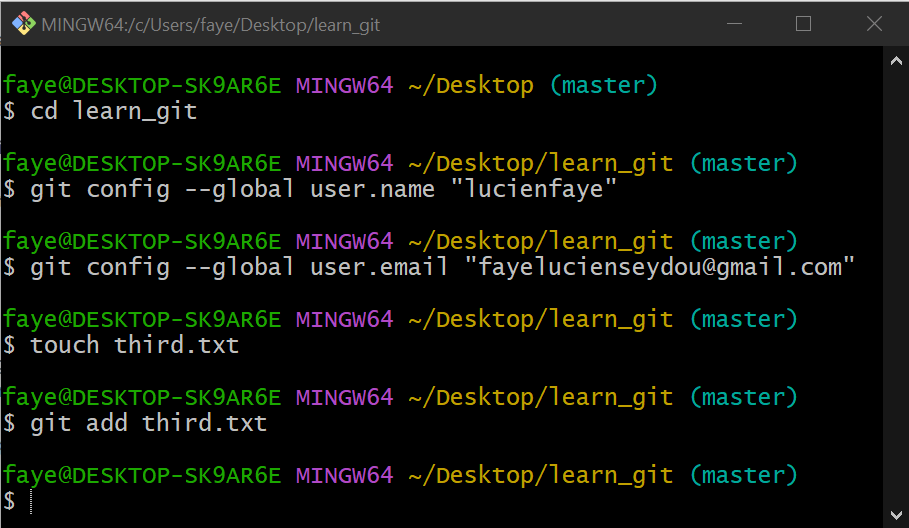 MINGW64:/c/Users/faye/Desktop/learn_git
faye@DESKTOP-SK9AR6E MINGW64 ~/Desktop (master)
$ cd learn_git
faye@DESKTOP-SK9AR6E MINGW64 ~/Desktop/learn_git (master)
$ git config --global user.name "lucienfaye"
faye@DESKTOP-SK9AR6E MINGW64 ~/Desktop/learn_git (master)
$ git config --global user.email "fayelucienseydou@gmail.com"
faye@DESKTOP-SK9AR6E MINGW64 ~/Desktop/learn_git (master)
$ touch third.txt
faye@DESKTOP-SK9AR6E MINGW64 ~/Desktop/learn_git (master)
$ git add third.txt
faye@DESKTOP-SK9AR6E MINGW64 ~/Desktop/learn_git (master)
$